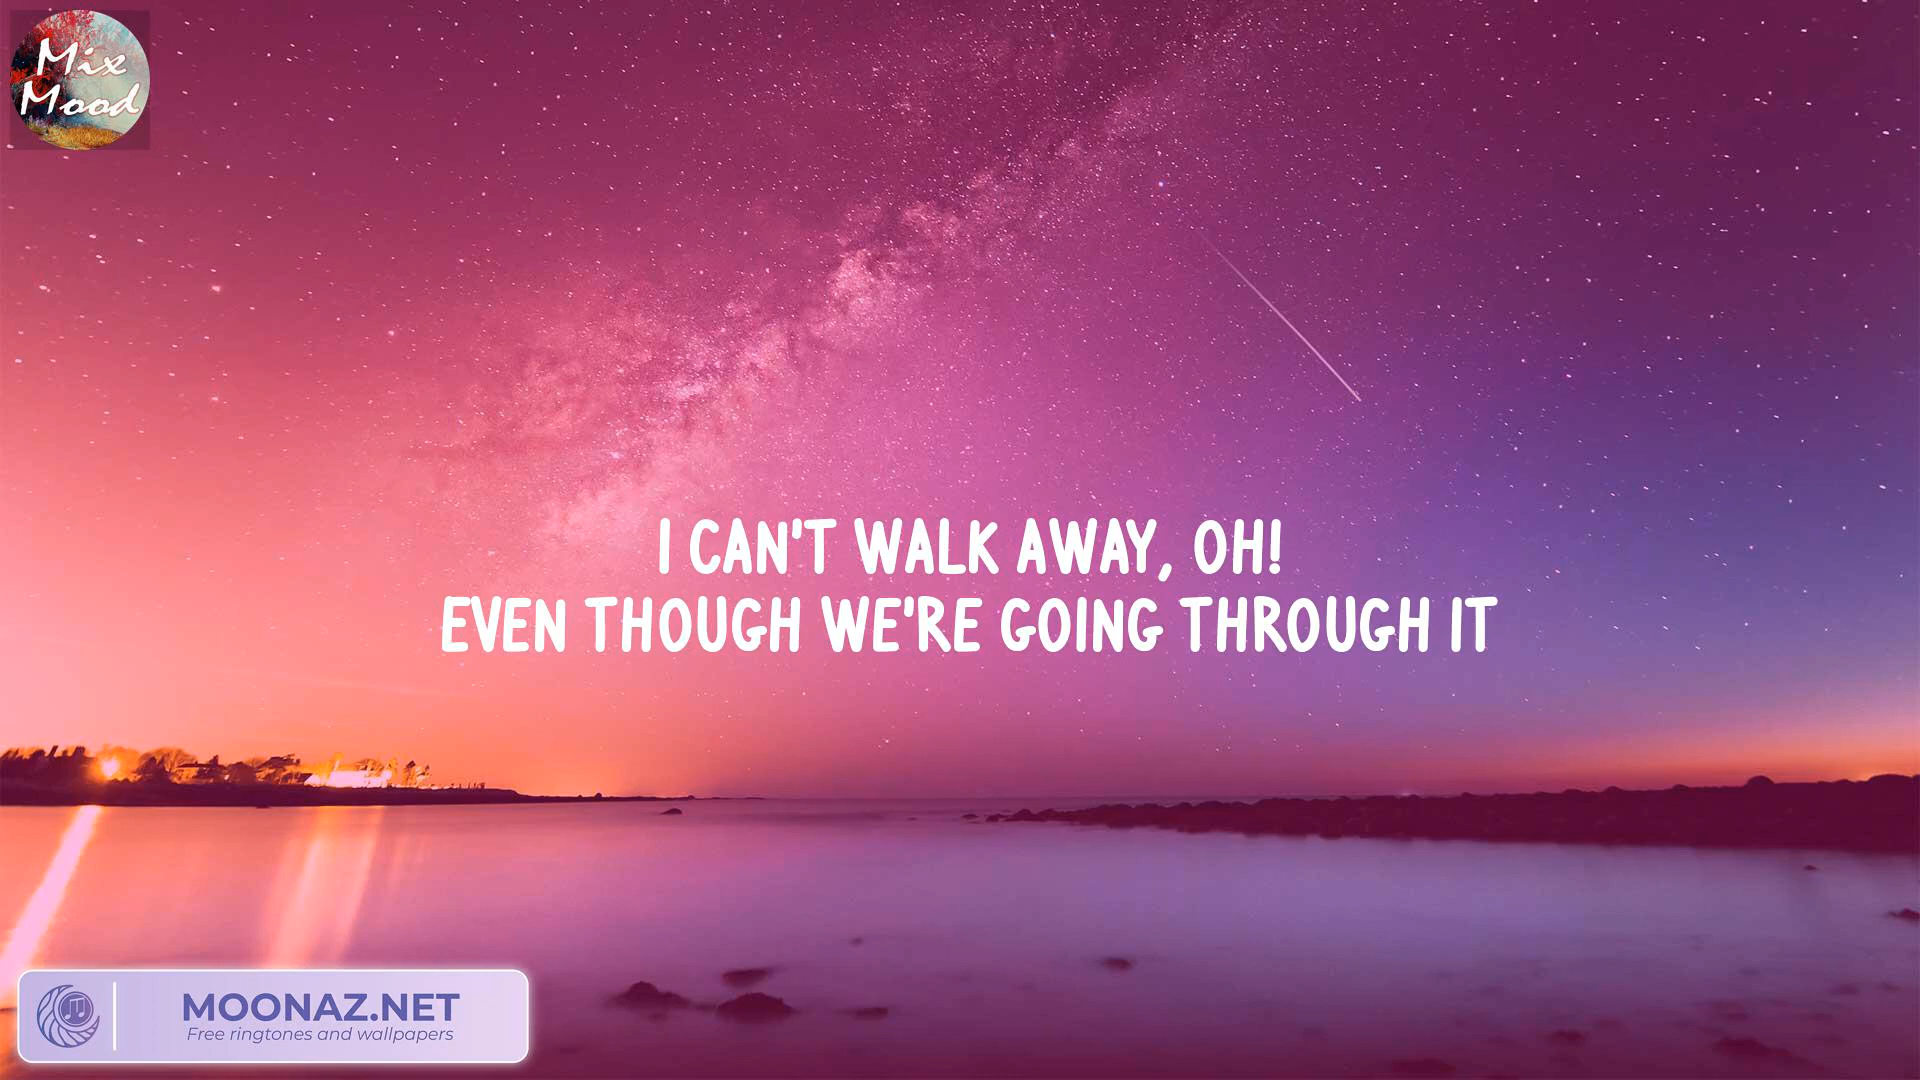 Mix
Mood
I CAN'T WALK AWAY, OH!
EVEN THOUGH WE'RE GOING THROUGH IT
MOONAZ.NET
Free ringtones and wallpapers